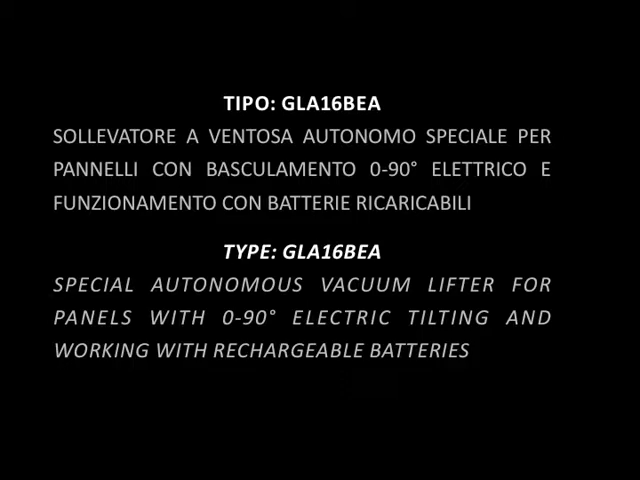 TIPO: GLA16BEA
SOLLEVATORE A VENTOSA AUTONOMO SPECIALE PER
PANNELLI CON BASCULAMENTO 0-90° ELETTRICO E
FUNZIONAMENTO CON BATTERIE RICARICABILI
TYPE: GLA16BEA
SPECIAL AUTONOMOUS VACUUM LIFTER FOR
PANELS WITH 0-90° ELECTRIC TILTING AND
WORKING WITH RECHARGEABLE BATTERIES